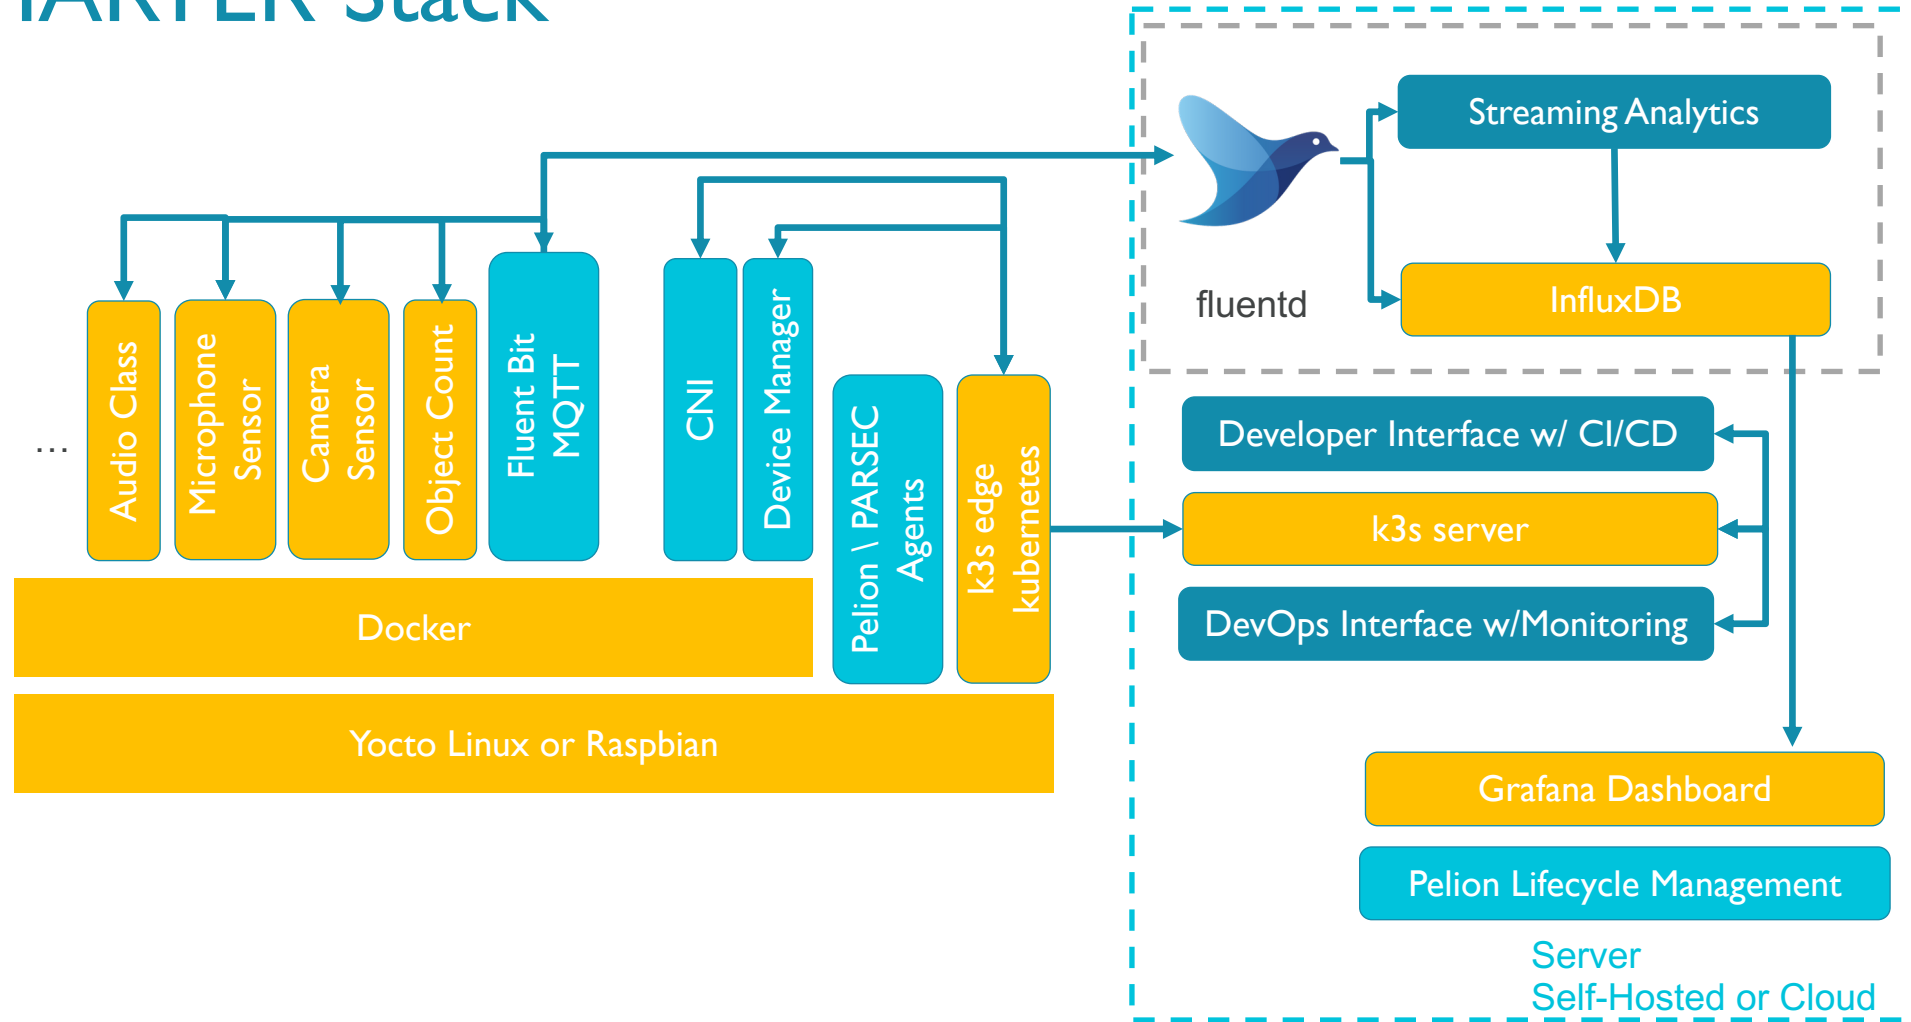 TARTER Stack
Streaming Analytics
fluentd
InfluxDB
...
Audio Class
Microphone
Sensor
Camera
Sensor
Object Count
Fluent Bit
MQTT
CNI
Device Manager
Pelion \ PARSEC
Agents
k3s edge
kubernetes
Developer Interface w/ CI/CD
k3s server
DevOps Interface w/Monitoring
Docker
Yocto Linux or Raspbian
Grafana Dashboard
Pelion Lifecycle Management
Server
Self-Hosted or Cloud